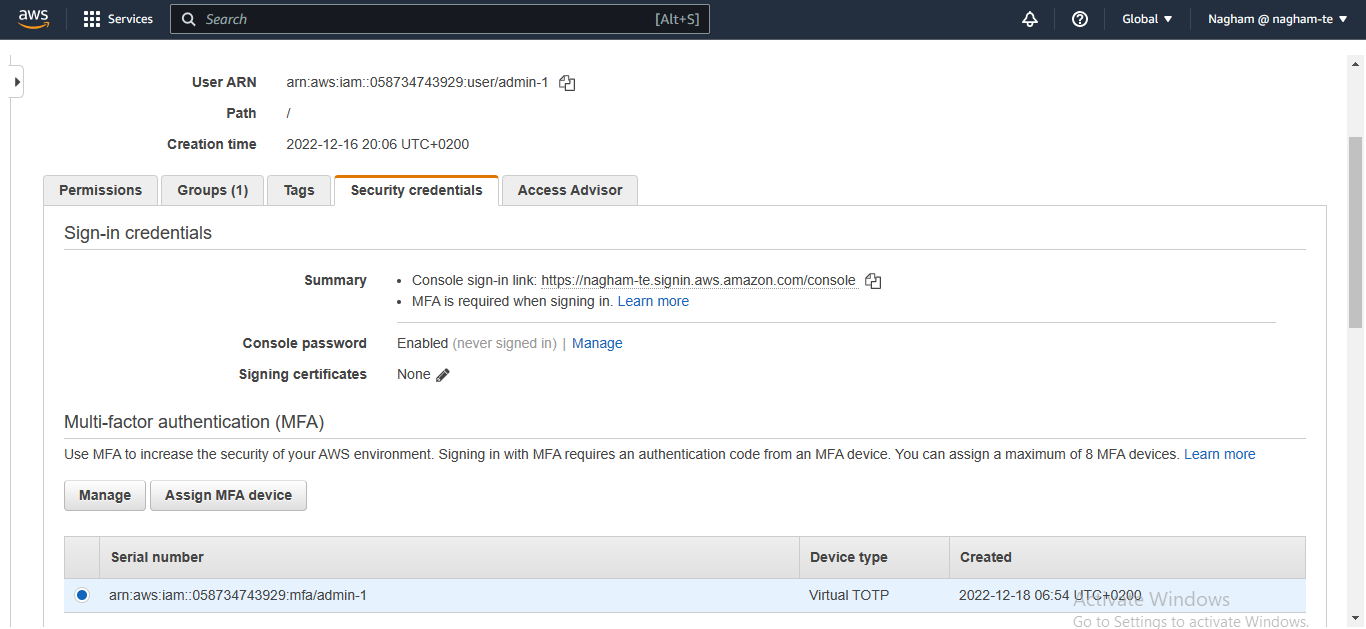 aws Services Search [Alt+S] Global ▼ Nagham @ nagham-te ▼
User ARN arn:aws:iam::058734743929:user/admin-1
Path /
Creation time 2022-12-16 20:06 UTC+0200
Permissions Groups (1) Tags Security credentials Access Advisor
Sign-in credentials
Summary • Console sign-in link: https://nagham-te.signin.aws.amazon.com/console
• MFA is required when signing in. Learn more
Console password Enabled (never signed in) | Manage
Signing certificates None
Multi-factor authentication (MFA)
Use MFA to increase the security of your AWS environment. Signing in with MFA requires an authentication code from an MFA device. You can assign a maximum of 8 MFA devices. Learn more
Manage Assign MFA device
Serial number Device type Created
arn:aws:iam::058734743929:mfa/admin-1 Virtual TOTP 2022-12-18 06:54 UTC+0200
Activate Windows
Go to Settings to activate Windows.